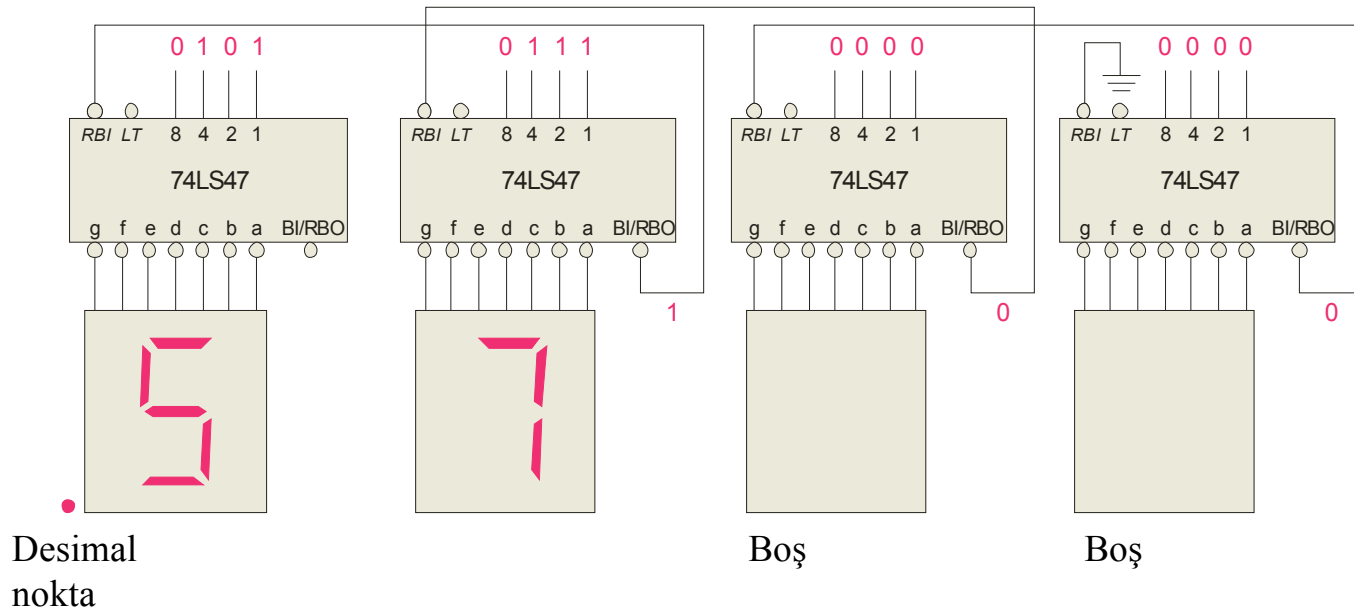 0 1 0 1 0 1 1 1 0 0 0 0 0 0 0 0
RBI LT 8 4 2 1 RBI LT 8 4 2 1 RBI LT 8 4 2 1 RBI LT 8 4 2 1
74LS47 74LS47 74LS47 74LS47
g f e d c b a BI/RBO g f e d c b a BI/RBO g f e d c b a BI/RBO g f e d c b a BI/RBO
1 0 0
5 7
Desimal Boş Boş
nokta